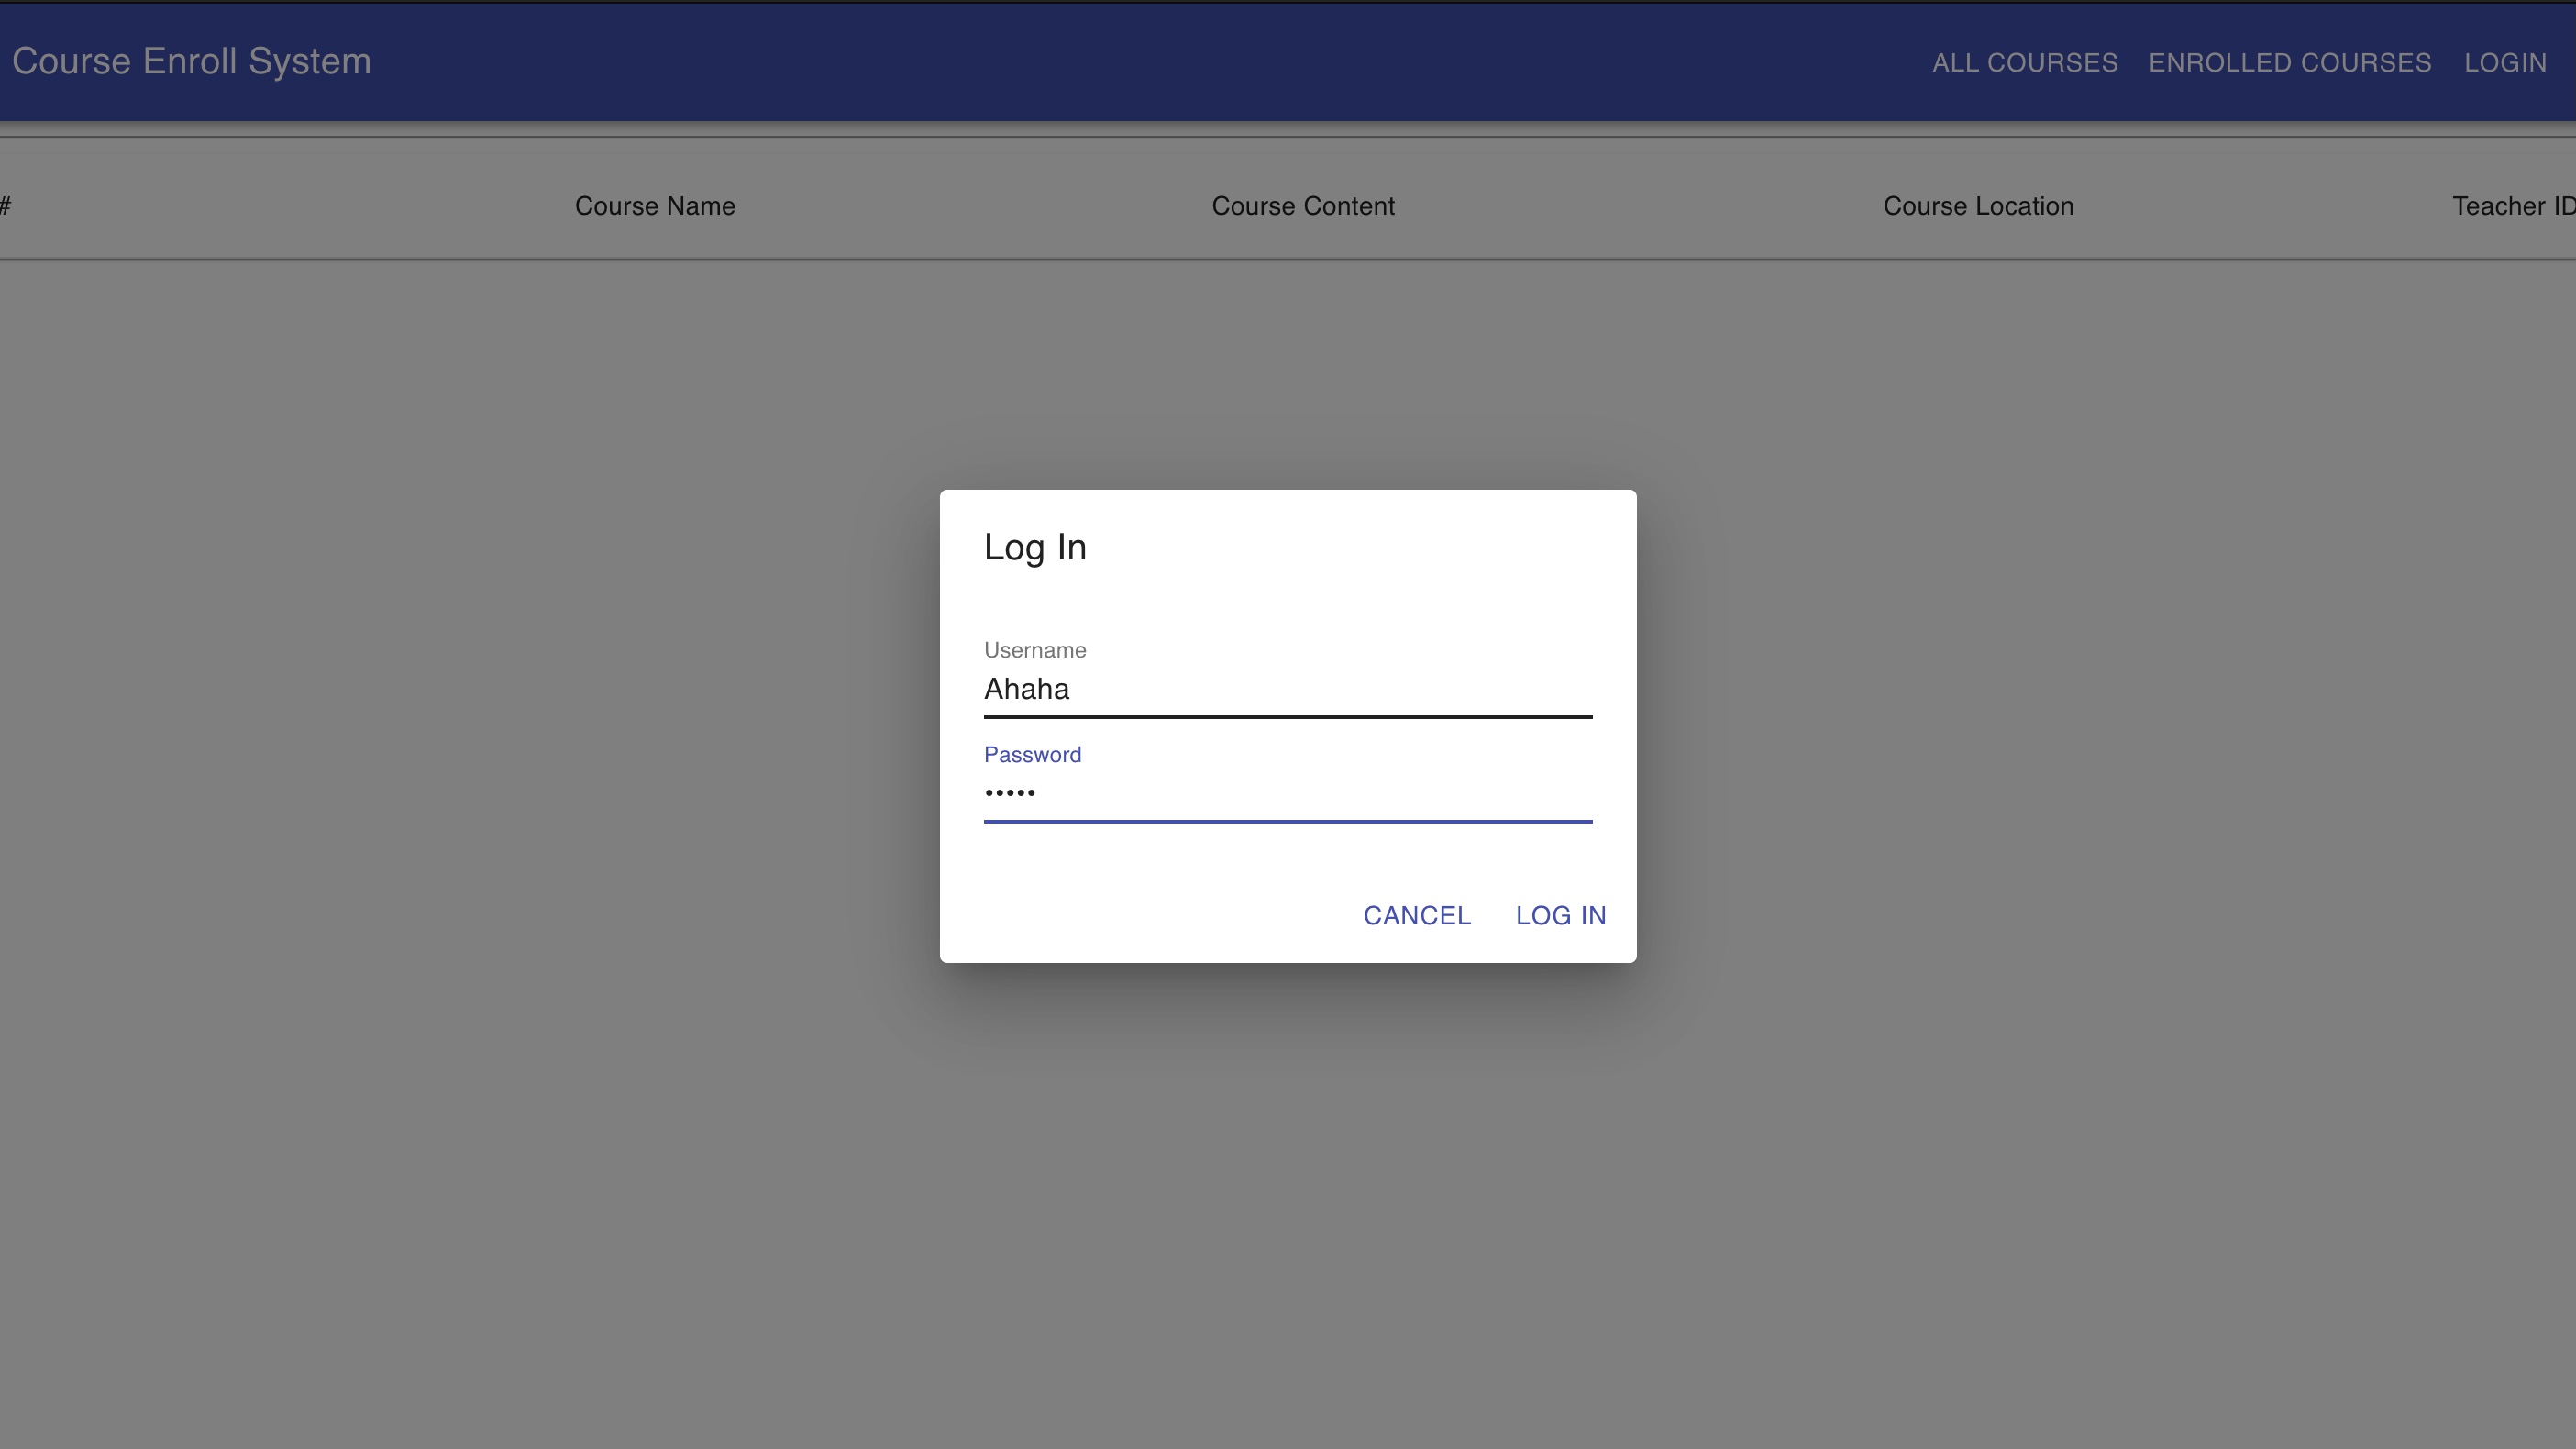 Course Enroll System ALL COURSES ENROLLED COURSES LOGIN
# Course Name Course Content Course Location Teacher ID
Log In
Username
Ahaha
Password
•••••
CANCEL LOG IN